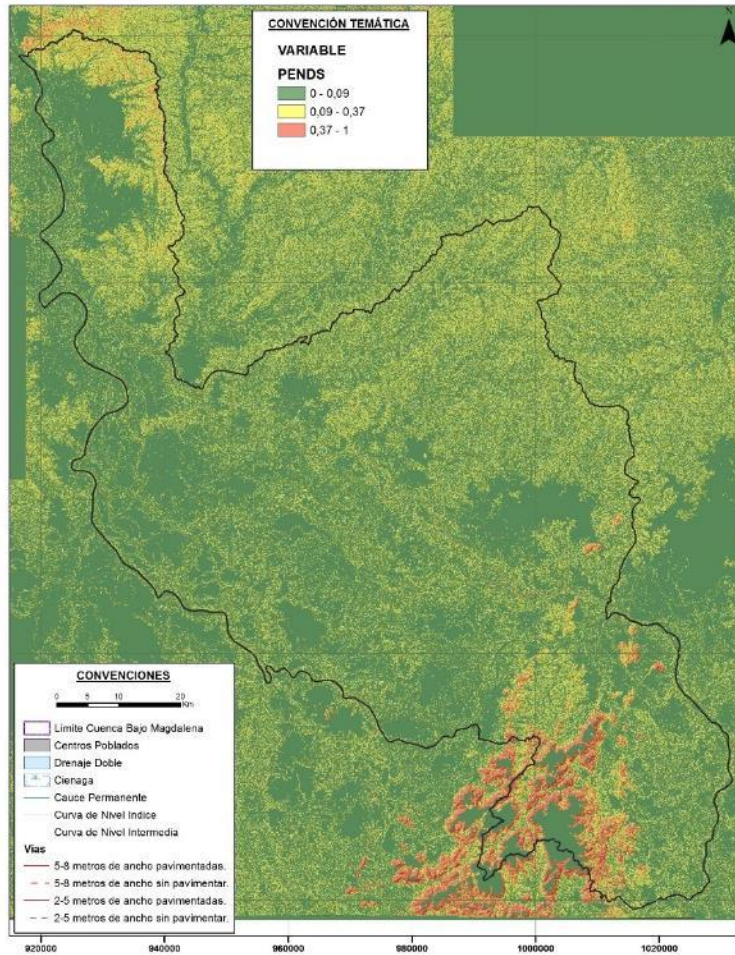 CONVENCIÓN TEMÁTICA
VARIABLE
PENDS
0 - 0,09
0,09 - 0,37
0,37 - 1
CONVENCIONES
0 5 10 20
Km
Limite Cuenca Bajo Magdalena
Centros Poblados
Drenaje Doble
Cienaga
Cauce Permanente
Curva de Nivel Indice
Curva de Nivel Intermedia
Vias
5-8 metros de ancho pavimentadas.
5-8 metros de ancho sin pavimentar.
2-5 metros de ancho pavimentadas.
2-5 metros de ancho sin pavimentar.
920000 940000 960000 980000 1000000 1020000